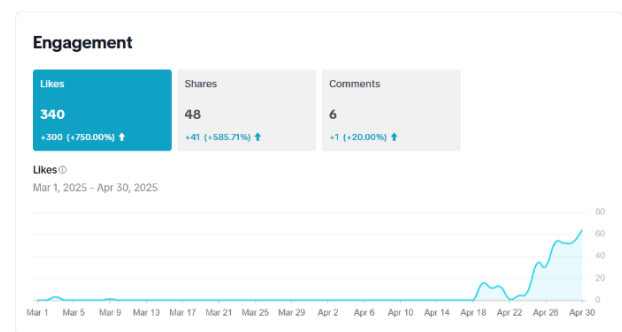 Engagement
Likes Shares Comments
340 48 6
+300 (+750.00%) ↑ +41 (+585.71%) ↑ +1 (+20.00%) ↑
Likes ⓘ
Mar 1, 2025 - Apr 30, 2025
80
60
40
20
0
Mar 1 Mar 5 Mar 9 Mar 13 Mar 17 Mar 21 Mar 25 Mar 29 Apr 2 Apr 6 Apr 10 Apr 14 Apr 18 Apr 22 Apr 26 Apr 30